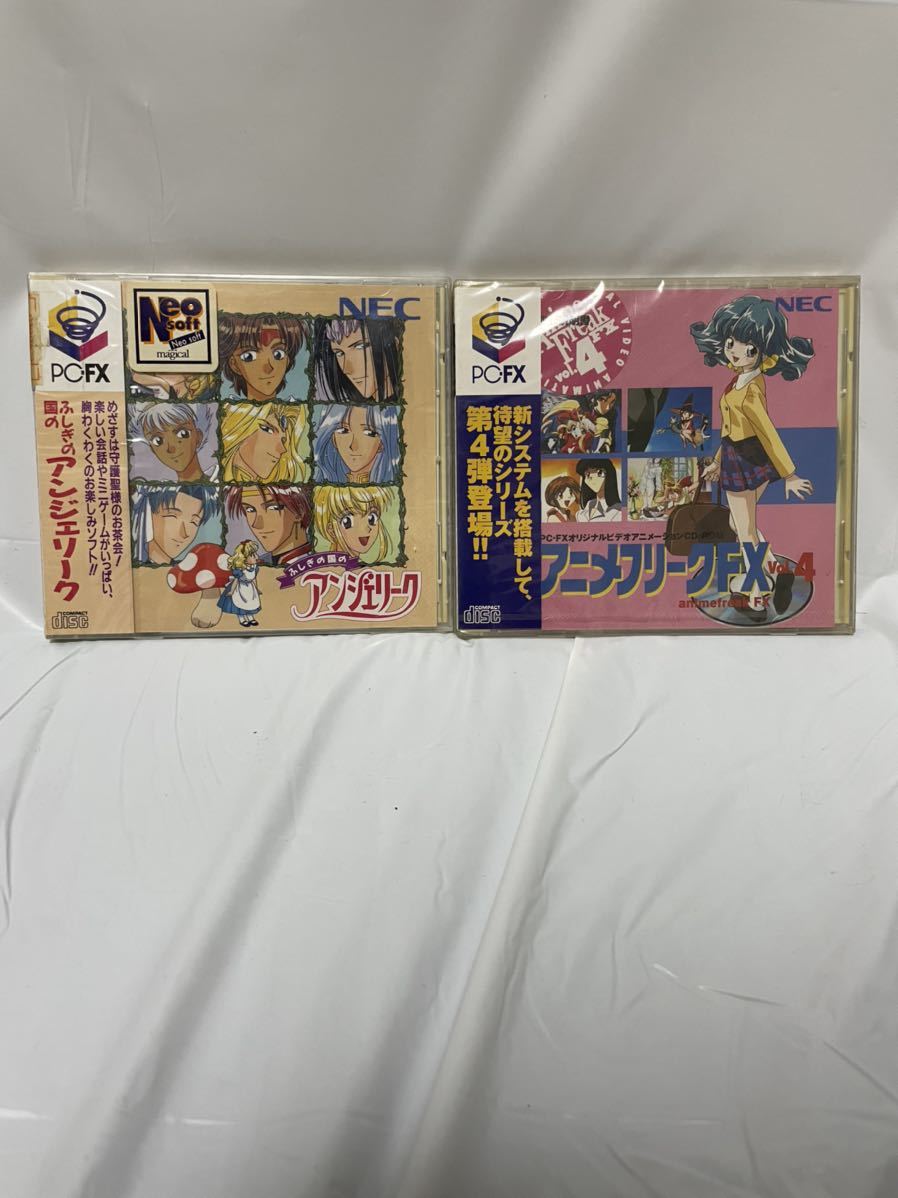 PC-FX
ふしぎの国の アンジェリーク
めざすは守護聖様のお茶会！
楽しい会話やミニゲームがいっぱい、
胸わくわくのお楽しみソフト!!
COMPACT disc
Neo soft
Neo soft
magical
NEC
ふしぎの国の
アンジェリーク
PC-FX
新システムを搭載して、
待望のシリーズ
第4弾登場!!
COMPACT disc
NEC
Freak
4
VIDEO
PC-FXオリジナルビデオアニメーションCD-ROM
アニメフリークFX Vol.4
animefreak FX